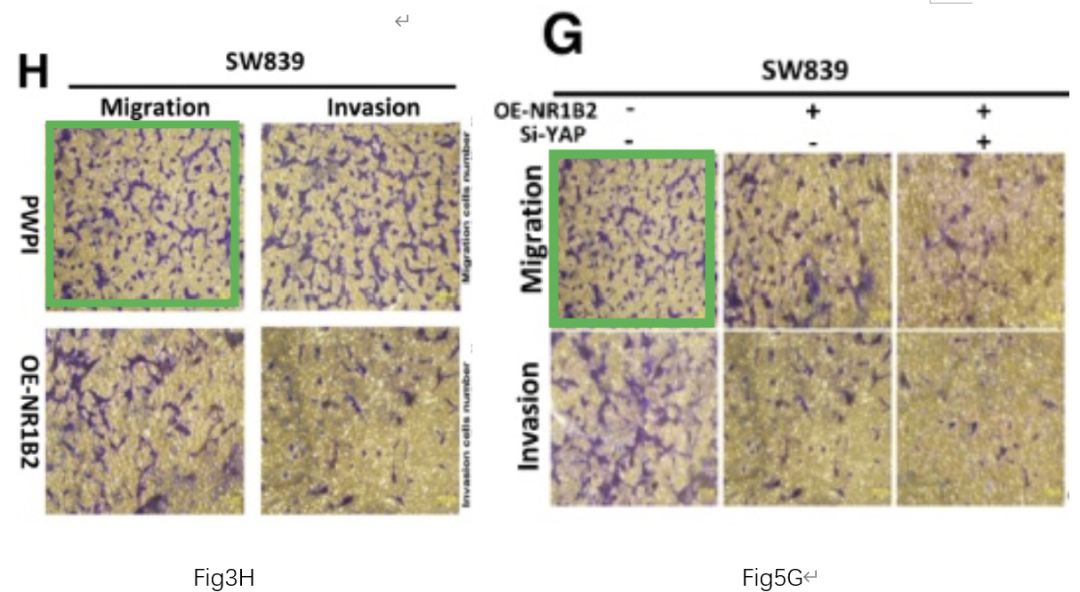 H
SW839
Migration Invasion
PWPI
OE-NR1B2
Migration cells number
Invasion cells number
Fig3H
G
SW839
OE-NR1B2 - + +
Si-YAP - - +
Migration
Invasion
Fig5G